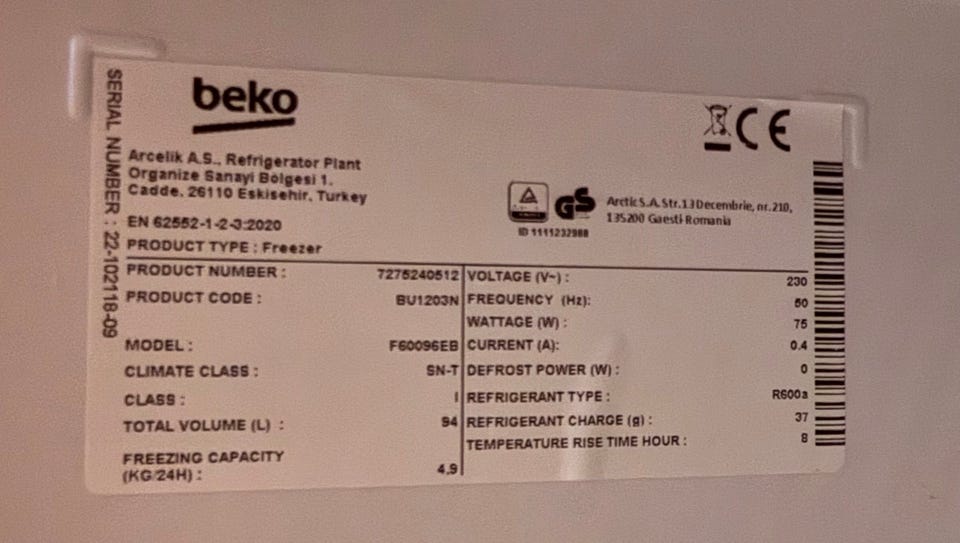 beko
SERIAL NUMBER : 22-102118-09
Arcelik A.S., Refrigerator Plant
Organize Sanayi Bölgesi 1.
Cadde. 26110 Eskisehir, Turkey
EN 62552-1-2-3:2020
PRODUCT TYPE : Freezer
CE
GS
ID 1111232988
Arctic S.A. Str.13 Decembrie, nr.210,
135200 Gaesti-Romania
PRODUCT NUMBER : 7275240512
PRODUCT CODE : BU1203N
MODEL : F60096EB
CLIMATE CLASS : SN-T
CLASS : I
TOTAL VOLUME (L) : 94
FREEZING CAPACITY
(KG/24H) : 4,9
VOLTAGE (V~) : 230
FREQUENCY (Hz): 50
WATTAGE (W) : 75
CURRENT (A): 0.4
DEFROST POWER (W) : 0
REFRIGERANT TYPE : R600a
REFRIGERANT CHARGE (g) : 37
TEMPERATURE RISE TIME HOUR : 8